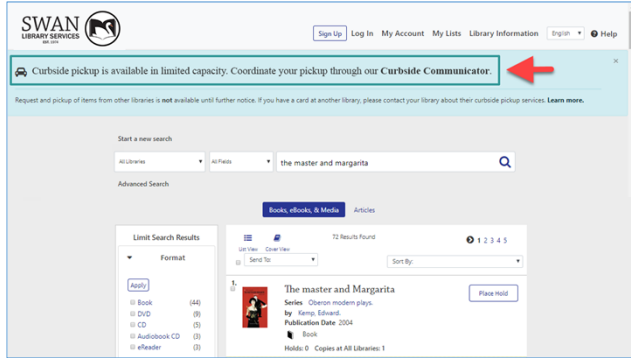 SWAN
LIBRARY SERVICES
EST. 1974
Sign Up Log In My Account My Lists Library Information English Help
Curbside pickup is available in limited capacity. Coordinate your pickup through our Curbside Communicator.
Request and pickup of items from other libraries is not available until further notice. If you have a card at another library, please contact your library about their curbside pickup services. Learn more.
Start a new search
All Libraries All Fields the master and margarita
Advanced Search
Books, eBooks, & Media Articles
Limit Search Results
Format
Apply
Book (44)
DVD (9)
CD (5)
Audiobook CD (3)
eReader (3)
List View Cover View
72 Results Found
1 2 3 4 5
Send To: Sort By:
1.
The master and Margarita
Place Hold
Series Oberon modern plays.
by Kemp, Edward.
Publication Date 2004
Book
Holds: 0 Copies at All Libraries: 1